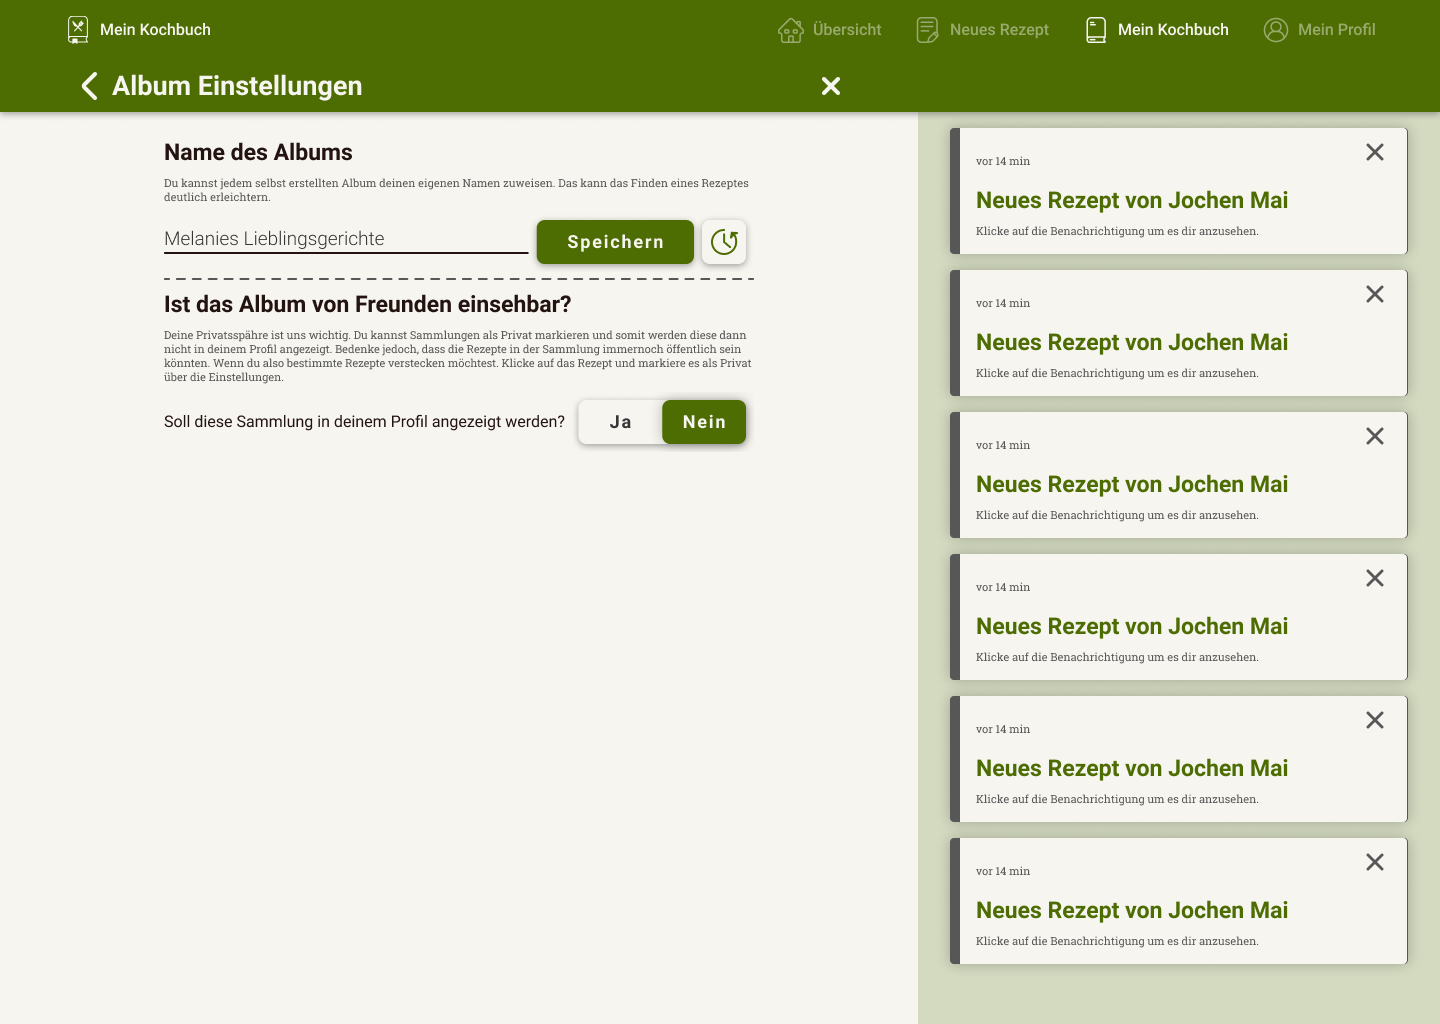 Mein Kochbuch
Übersicht
Neues Rezept
Mein Kochbuch
Mein Profil
Album Einstellungen
Name des Albums
Du kannst jedem selbst erstellten Album deinen eigenen Namen zuweisen. Das kann das Finden eines Rezeptes
deutlich erleichtern.
Melanies Lieblingsgerichte
Speichern
Ist das Album von Freunden einsehbar?
Deine Privatsspähre ist uns wichtig. Du kannst Sammlungen als Privat markieren und somit werden diese dann
nicht in deinem Profil angezeigt. Bedenke jedoch, dass die Rezepte in der Sammlung immernoch öffentlich sein
könnten. Wenn du also bestimmte Rezepte verstecken möchtest. Klicke auf das Rezept und markiere es als Privat
über die Einstellungen.
Soll diese Sammlung in deinem Profil angezeigt werden?
Ja
Nein
vor 14 min
Neues Rezept von Jochen Mai
Klicke auf die Benachrichtigung um es dir anzusehen.
vor 14 min
Neues Rezept von Jochen Mai
Klicke auf die Benachrichtigung um es dir anzusehen.
vor 14 min
Neues Rezept von Jochen Mai
Klicke auf die Benachrichtigung um es dir anzusehen.
vor 14 min
Neues Rezept von Jochen Mai
Klicke auf die Benachrichtigung um es dir anzusehen.
vor 14 min
Neues Rezept von Jochen Mai
Klicke auf die Benachrichtigung um es dir anzusehen.
vor 14 min
Neues Rezept von Jochen Mai
Klicke auf die Benachrichtigung um es dir anzusehen.